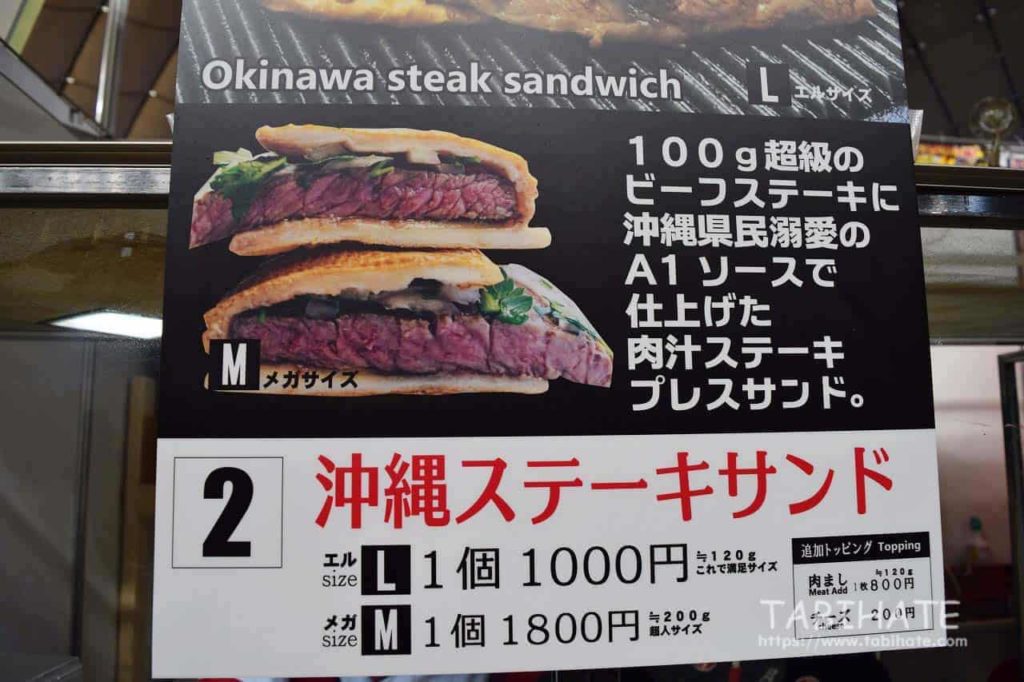 Okinawa steak sandwich L エルサイズ
100g超級の
ビーフステーキに
沖縄県民溺愛の
A1 ソースで
仕上げた
肉汁ステーキ
プレスサンド。
M メガサイズ
2
沖縄ステーキサンド
エル
size L 1個 1000円 ≒120g
これで満足サイズ
メガ
size M 1個 1800円 ≒200g
超人サイズ
追加トッピング Topping
肉まし
Meat Add
≒120g
1枚800円
チーズ
Cheese
200円
TABIHATE
https://www.tabihate.com